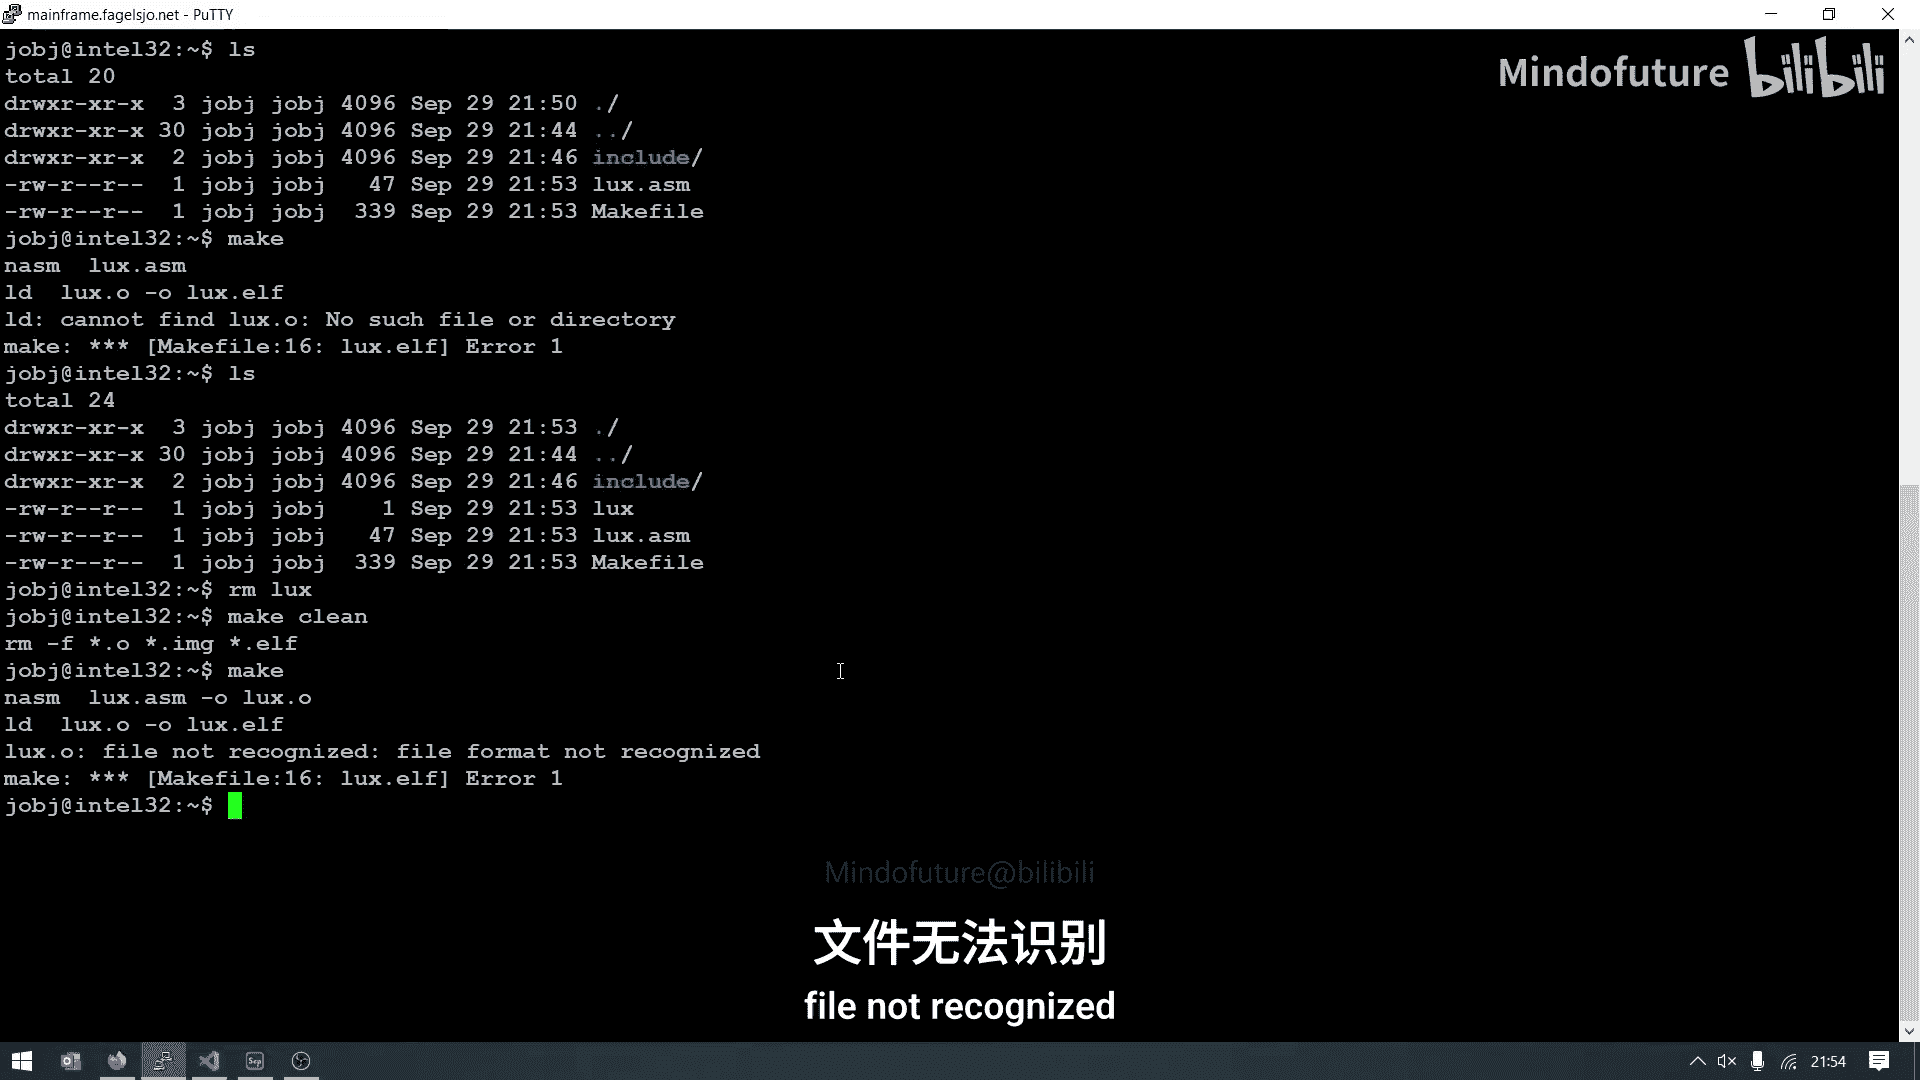 mainframe.fagelsjo.net - PuTTY
jobj@intel32:~$ ls
total 20
drwxr-xr-x  3 jobj jobj 4096 Sep 29 21:50 ./
drwxr-xr-x 30 jobj jobj 4096 Sep 29 21:44 ../
drwxr-xr-x  2 jobj jobj 4096 Sep 29 21:46 include/
-rw-r--r--  1 jobj jobj   47 Sep 29 21:53 lux.asm
-rw-r--r--  1 jobj jobj  339 Sep 29 21:53 Makefile
jobj@intel32:~$ make
nasm  lux.asm
ld  lux.o -o lux.elf
ld: cannot find lux.o: No such file or directory
make: *** [Makefile:16: lux.elf] Error 1
jobj@intel32:~$ ls
total 24
drwxr-xr-x  3 jobj jobj 4096 Sep 29 21:53 ./
drwxr-xr-x 30 jobj jobj 4096 Sep 29 21:44 ../
drwxr-xr-x  2 jobj jobj 4096 Sep 29 21:46 include/
-rw-r--r--  1 jobj jobj    1 Sep 29 21:53 lux
-rw-r--r--  1 jobj jobj   47 Sep 29 21:53 lux.asm
-rw-r--r--  1 jobj jobj  339 Sep 29 21:53 Makefile
jobj@intel32:~$ rm lux
jobj@intel32:~$ make clean
rm -f *.o *.img *.elf
jobj@intel32:~$ make
nasm  lux.asm -o lux.o
ld  lux.o -o lux.elf
lux.o: file not recognized: file format not recognized
make: *** [Makefile:16: lux.elf] Error 1
jobj@intel32:~$
Mindofuture bilibili
Mindofuture@bilibili
文件无法识别
file not recognized
Sep
21:54